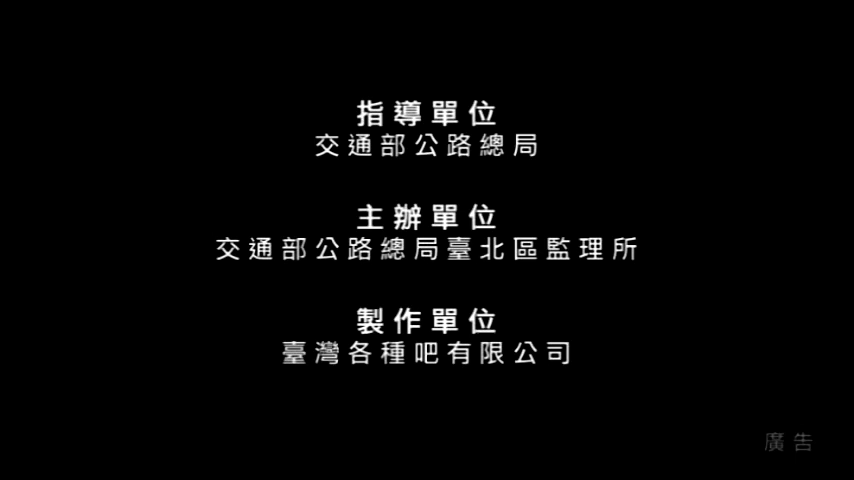 指導單位
交通部公路總局
主辦單位
交通部公路總局臺北區監理所
製作單位
臺灣各種吧有限公司
廣告